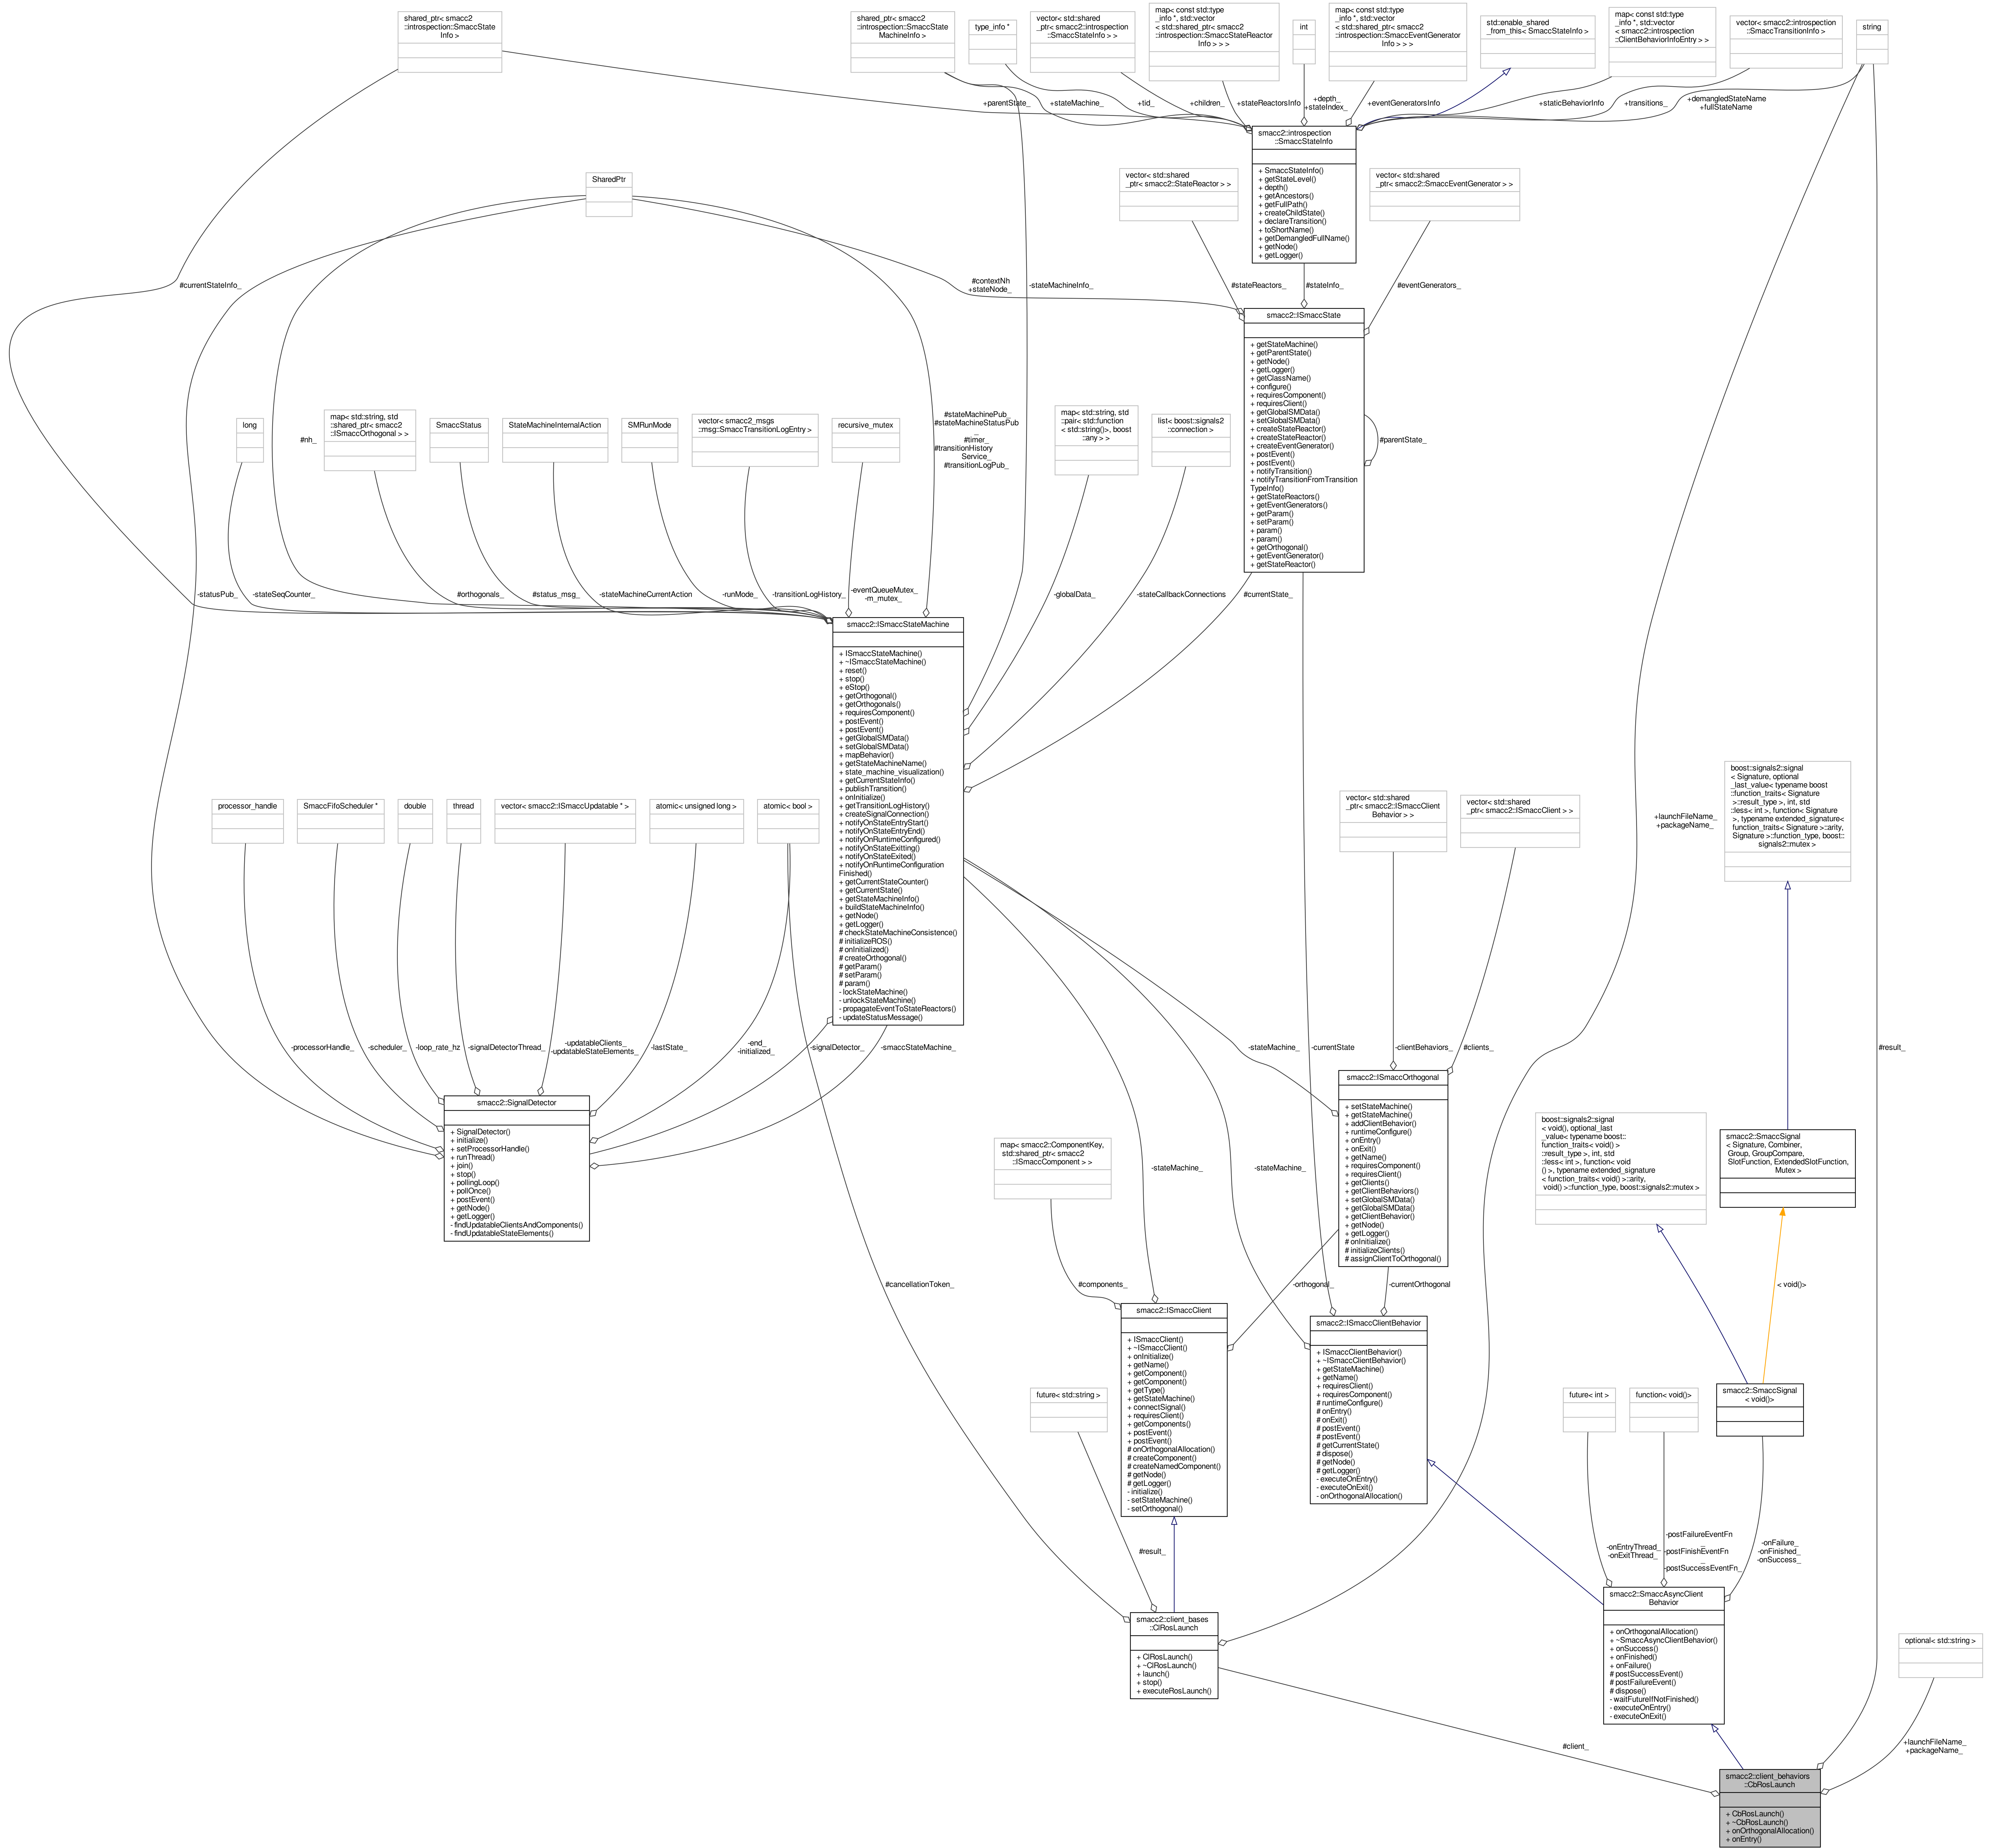 shared_ptr< smacc2
::introspection::SmaccState
Info >
shared_ptr< smacc2
::introspection::SmaccState
MachineInfo >
type_info *
vector< std::shared
_ptr< smacc2::introspection
::SmaccStateInfo > >
map< const std::type
_info *, std::vector
< std::shared_ptr< smacc2
::introspection::SmaccStateReactor
Info > > >
int
map< const std::type
_info *, std::vector
< std::shared_ptr< smacc2
::introspection::SmaccEventGenerator
Info > > >
std::enable_shared
_from_this< SmaccStateInfo >
map< const std::type
_info *, std::vector
< smacc2::introspection
::ClientBehaviorInfoEntry > >
vector< smacc2::introspection
::SmaccTransitionInfo >
string
+parentState_
+stateMachine_
+tid_
+children_
+stateReactorsInfo
+depth_
+stateIndex_
+eventGeneratorsInfo
+staticBehaviorInfo
+transitions_
+demangledStateName
+fullStateName
smacc2::introspection
::SmaccStateInfo
+ SmaccStateInfo()
+ getStateLevel()
+ depth()
+ getAncestors()
+ getFullPath()
+ createChildState()
+ declareTransition()
+ toShortName()
+ getDemangledFullName()
+ getNode()
+ getLogger()
SharedPtr
vector< std::shared
_ptr< smacc2::StateReactor > >
vector< std::shared
_ptr< smacc2::SmaccEventGenerator > >
#currentStateInfo_
#contextNh
+stateNode_
-stateMachineInfo_
#stateReactors_
#stateInfo_
#eventGenerators_
smacc2::ISmaccState
+ getStateMachine()
+ getParentState()
+ getNode()
+ getLogger()
+ getClassName()
+ configure()
+ requiresComponent()
+ requiresClient()
+ getGlobalSMData()
+ setGlobalSMData()
+ createStateReactor()
+ createStateReactor()
+ createEventGenerator()
+ postEvent()
+ postEvent()
+ notifyTransition()
+ notifyTransitionFromTransition
TypeInfo()
+ getStateReactors()
+ getEventGenerators()
+ getParam()
+ setParam()
+ param()
+ param()
+ getOrthogonal()
+ getEventGenerator()
+ getStateReactor()
#parentState_
long
map< std::string, std
::shared_ptr< smacc2
::ISmaccOrthogonal > >
SmaccStatus
StateMachineInternalAction
SMRunMode
vector< smacc2_msgs
::msg::SmaccTransitionLogEntry >
recursive_mutex
map< std::string, std
::pair< std::function
< std::string()>, boost
::any > >
list< boost::signals2
::connection >
#nh_
#stateMachinePub_
#stateMachineStatusPub
_
#timer_
#transitionHistory
Service_
#transitionLogPub_
-statusPub_
-stateSeqCounter_
#orthogonals_
#status_msg_
-stateMachineCurrentAction
-runMode_
-transitionLogHistory_
-eventQueueMutex_
-m_mutex_
-globalData_
-stateCallbackConnections
#currentState_
smacc2::ISmaccStateMachine
+ ISmaccStateMachine()
+ ~ISmaccStateMachine()
+ reset()
+ stop()
+ eStop()
+ getOrthogonal()
+ getOrthogonals()
+ requiresComponent()
+ postEvent()
+ postEvent()
+ getGlobalSMData()
+ setGlobalSMData()
+ mapBehavior()
+ getStateMachineName()
+ state_machine_visualization()
+ getCurrentStateInfo()
+ publishTransition()
+ onInitialize()
+ getTransitionLogHistory()
+ createSignalConnection()
+ notifyOnStateEntryStart()
+ notifyOnStateEntryEnd()
+ notifyOnRuntimeConfigured()
+ notifyOnStateExitting()
+ notifyOnStateExited()
+ notifyOnRuntimeConfiguration
Finished()
+ getCurrentStateCounter()
+ getCurrentState()
+ getStateMachineInfo()
+ buildStateMachineInfo()
+ getNode()
+ getLogger()
# checkStateMachineConsistence()
# initializeROS()
# onInitialized()
# createOrthogonal()
# getParam()
# setParam()
# param()
- lockStateMachine()
- unlockStateMachine()
- propagateEventToStateReactors()
- updateStatusMessage()
processor_handle
SmaccFifoScheduler *
double
thread
vector< smacc2::ISmaccUpdatable * >
atomic< unsigned long >
atomic< bool >
vector< std::shared
_ptr< smacc2::ISmaccClient
Behavior > >
vector< std::shared
_ptr< smacc2::ISmaccClient > >
+launchFileName_
+packageName_
boost::signals2::signal
< Signature, optional
_last_value< typename boost
::function_traits< Signature
>::result_type >, int, std
::less< int >, function< Signature
>, typename extended_signature<
function_traits< Signature >::arity,
Signature >::function_type, boost::
signals2::mutex >
-processorHandle_
-scheduler_
-loop_rate_hz
-signalDetectorThread_
-updatableClients_
-updatableStateElements_
-lastState_
-end_
-initialized_
-signalDetector_
-smaccStateMachine_
-stateMachine_
-currentState
-clientBehaviors_
#clients_
#result_
smacc2::SignalDetector
+ SignalDetector()
+ initialize()
+ setProcessorHandle()
+ runThread()
+ join()
+ stop()
+ pollingLoop()
+ pollOnce()
+ postEvent()
+ getNode()
+ getLogger()
- findUpdatableClientsAndComponents()
- findUpdatableStateElements()
smacc2::ISmaccOrthogonal
+ setStateMachine()
+ getStateMachine()
+ addClientBehavior()
+ runtimeConfigure()
+ onEntry()
+ onExit()
+ getName()
+ requiresComponent()
+ requiresClient()
+ getClients()
+ getClientBehaviors()
+ setGlobalSMData()
+ getGlobalSMData()
+ getClientBehavior()
+ getNode()
+ getLogger()
# onInitialize()
# initializeClients()
# assignClientToOrthogonal()
boost::signals2::signal
< void(), optional_last
_value< typename boost::
function_traits< void() >
::result_type >, int, std
::less< int >, function< void
() >, typename extended_signature
< function_traits< void() >::arity,
void() >::function_type, boost::signals2::mutex >
smacc2::SmaccSignal
< Signature, Combiner,
Group, GroupCompare,
SlotFunction, ExtendedSlotFunction,
Mutex >
map< smacc2::ComponentKey,
std::shared_ptr< smacc2
::ISmaccComponent > >
-stateMachine_
-stateMachine_
#cancellationToken_
#components_
-orthogonal_
-currentOrthogonal
< void()>
smacc2::ISmaccClient
+ ISmaccClient()
+ ~ISmaccClient()
+ onInitialize()
+ getName()
+ getComponent()
+ getComponent()
+ getType()
+ getStateMachine()
+ connectSignal()
+ requiresClient()
+ getComponents()
+ postEvent()
+ postEvent()
# onOrthogonalAllocation()
# createComponent()
# createNamedComponent()
# getNode()
# getLogger()
- initialize()
- setStateMachine()
- setOrthogonal()
smacc2::ISmaccClientBehavior
+ ISmaccClientBehavior()
+ ~ISmaccClientBehavior()
+ getStateMachine()
+ getName()
+ requiresClient()
+ requiresComponent()
# runtimeConfigure()
# onEntry()
# onExit()
# postEvent()
# postEvent()
# getCurrentState()
# dispose()
# getNode()
# getLogger()
- executeOnEntry()
- executeOnExit()
- onOrthogonalAllocation()
future< std::string >
future< int >
function< void()>
smacc2::SmaccSignal
< void()>
#result_
-onEntryThread_
-onExitThread_
-postFailureEventFn
_
-postFinishEventFn
_
-postSuccessEventFn_
-onFailure_
-onFinished_
-onSuccess_
smacc2::client_bases
::ClRosLaunch
+ ClRosLaunch()
+ ~ClRosLaunch()
+ launch()
+ stop()
+ executeRosLaunch()
smacc2::SmaccAsyncClient
Behavior
+ onOrthogonalAllocation()
+ ~SmaccAsyncClientBehavior()
+ onSuccess()
+ onFinished()
+ onFailure()
# postSuccessEvent()
# postFailureEvent()
# dispose()
- waitFutureIfNotFinished()
- executeOnEntry()
- executeOnExit()
optional< std::string >
#client_
+launchFileName_
+packageName_
smacc2::client_behaviors
::CbRosLaunch
+ CbRosLaunch()
+ ~CbRosLaunch()
+ onOrthogonalAllocation()
+ onEntry()